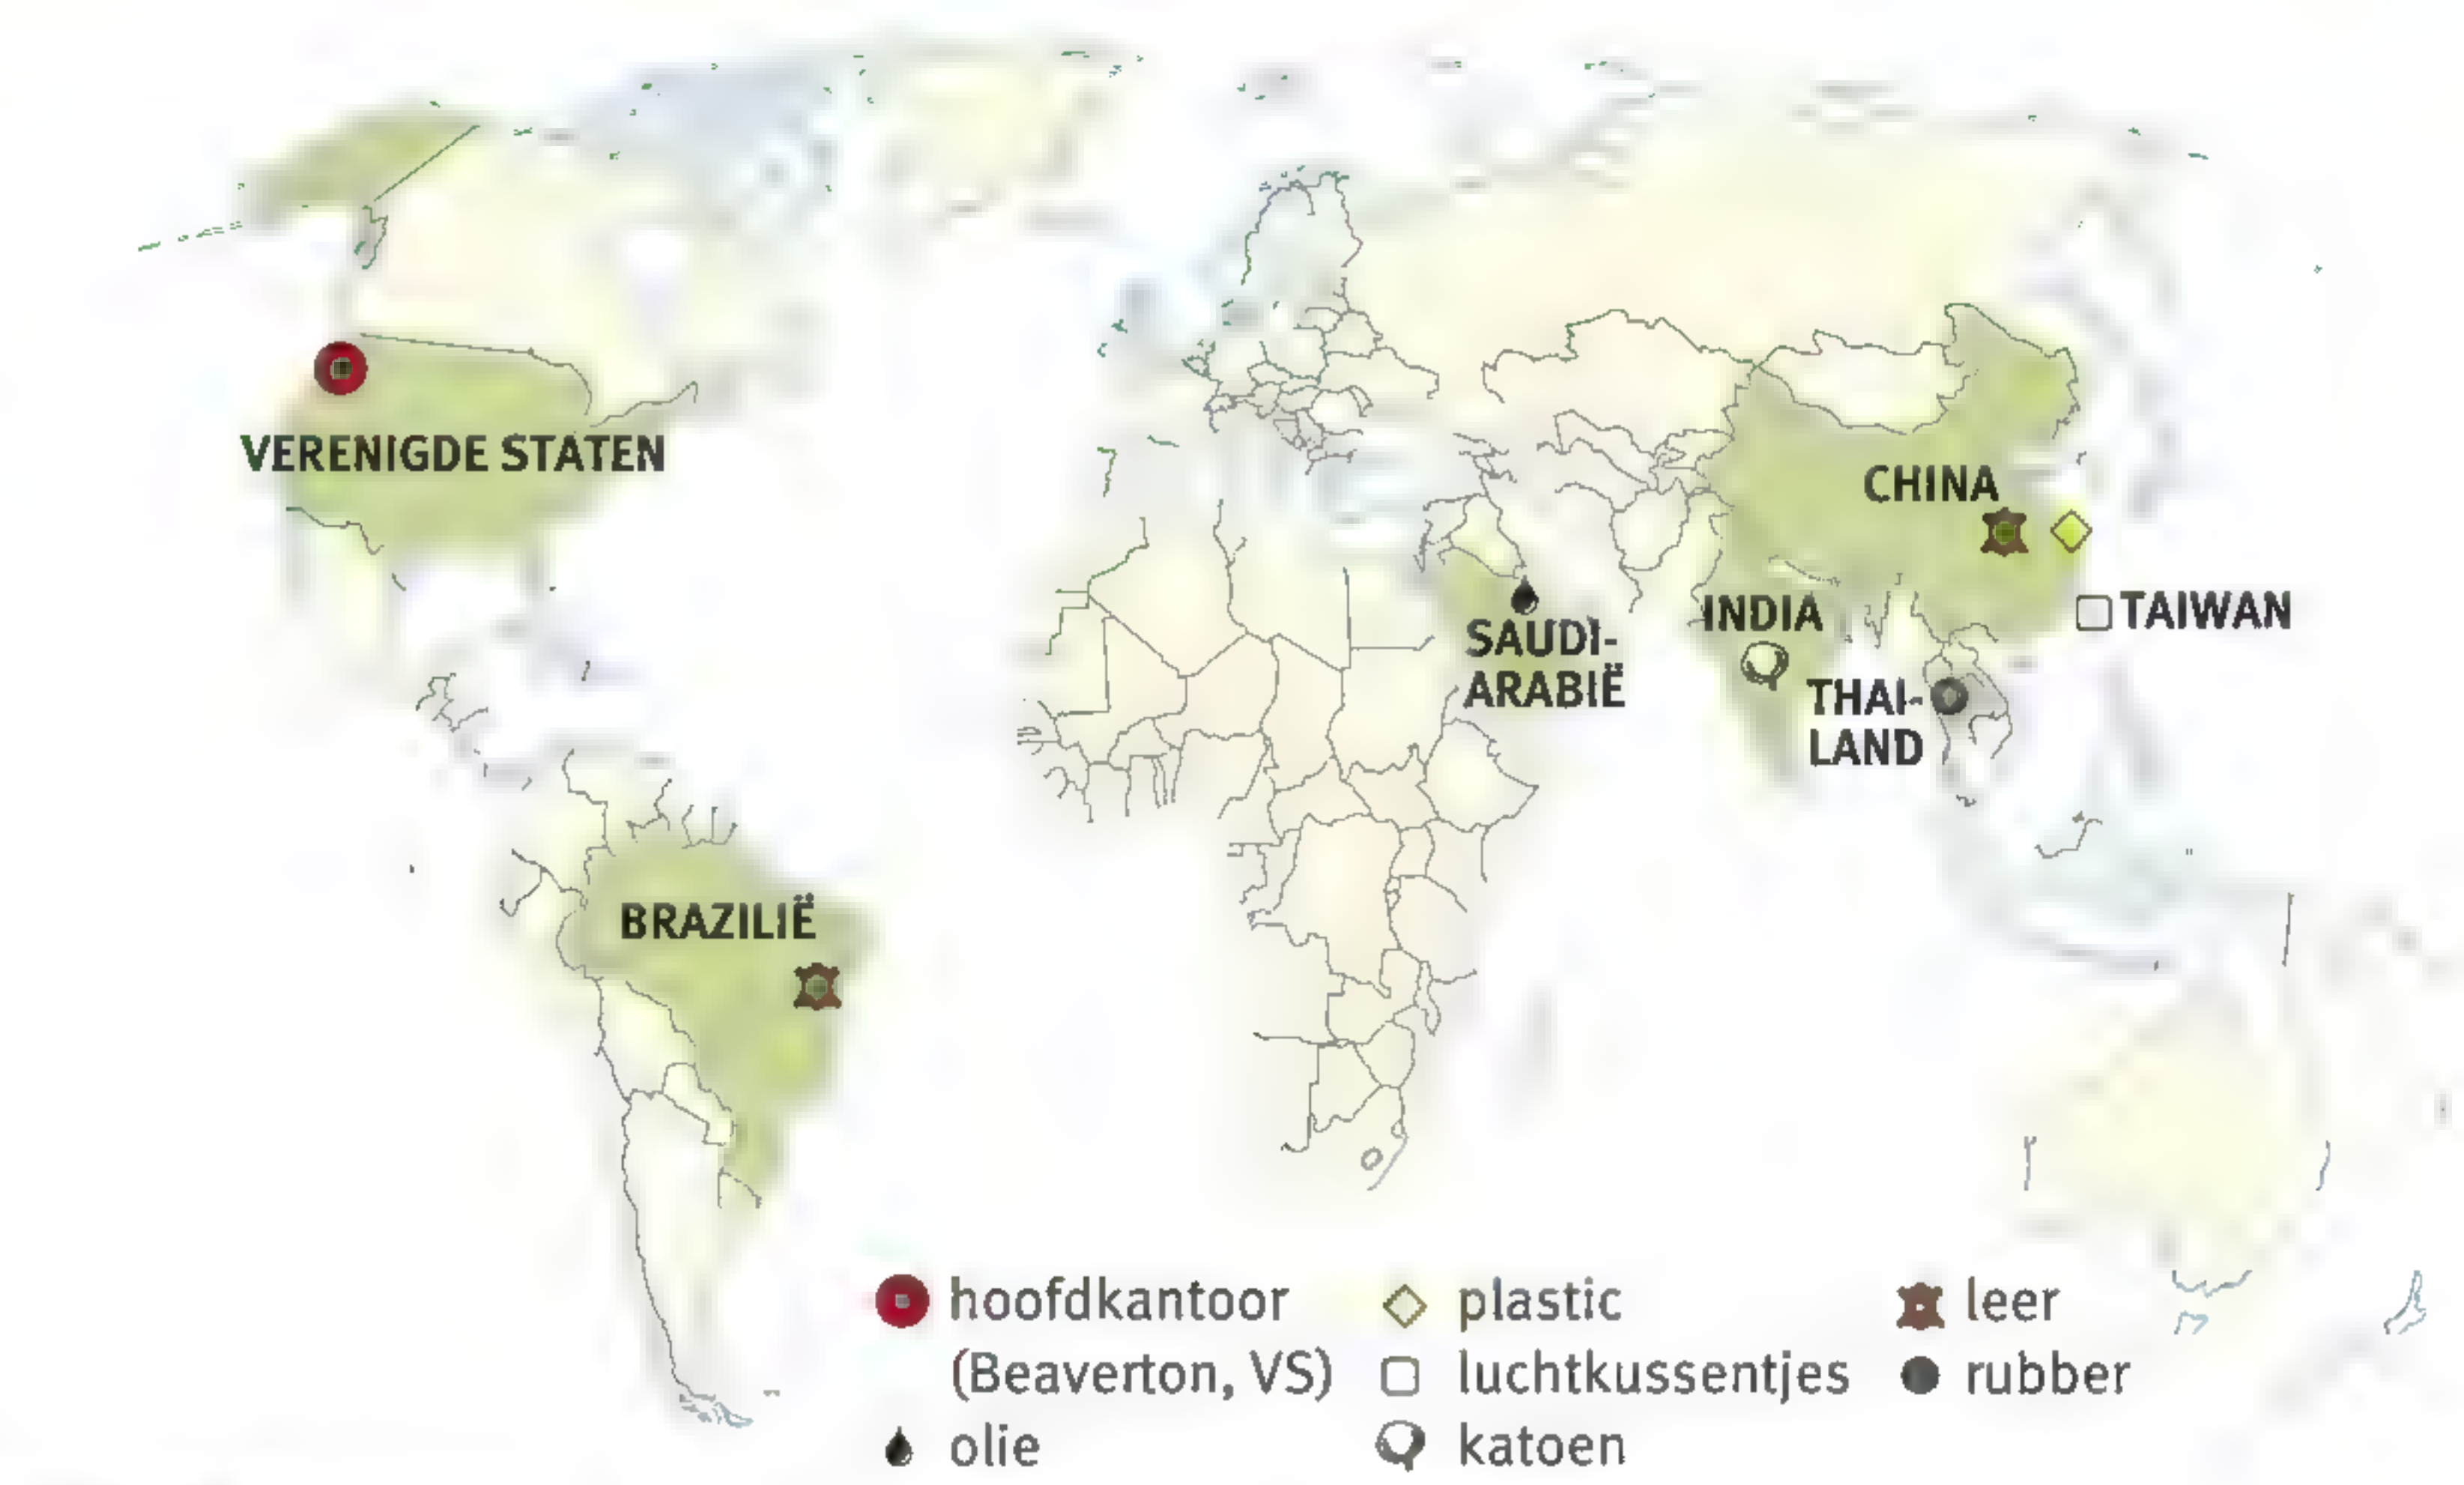 VERENIGDE STATEN
CHINA
INDIA
TAIWAN
SAUDI-
ARABIË
THAI-
LAND
BRAZILIË
hoofdkantoor
(Beaverton, VS)
olie
plastic
luchtkussentjes
katoen
leer
rubber